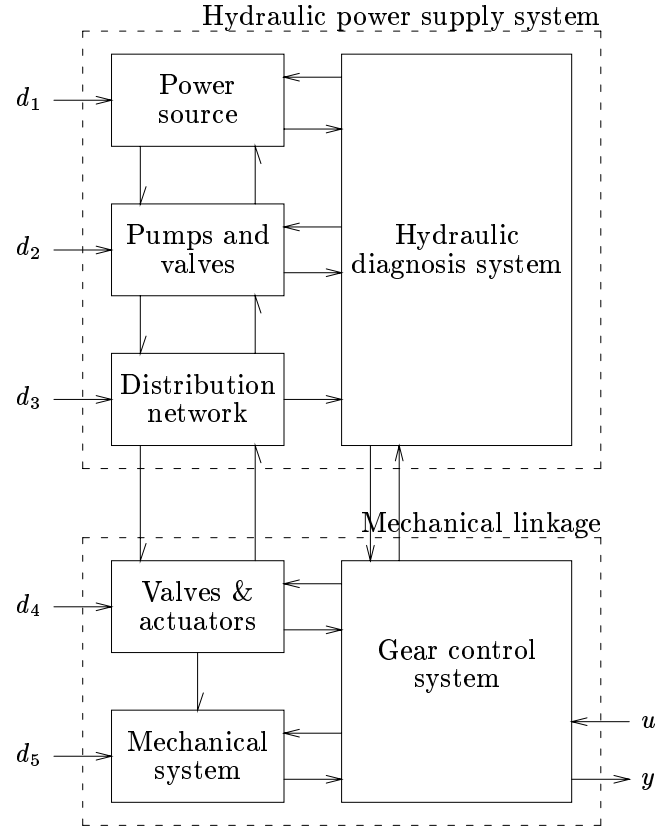 Hydraulic power supply system
d₁
Power
source
d₂
Pumps and
valves
Hydraulic
diagnosis system
d₃
Distribution
network
Mechanical linkage
d₄
Valves &
actuators
Gear control
system
u
d₅
Mechanical
system
y